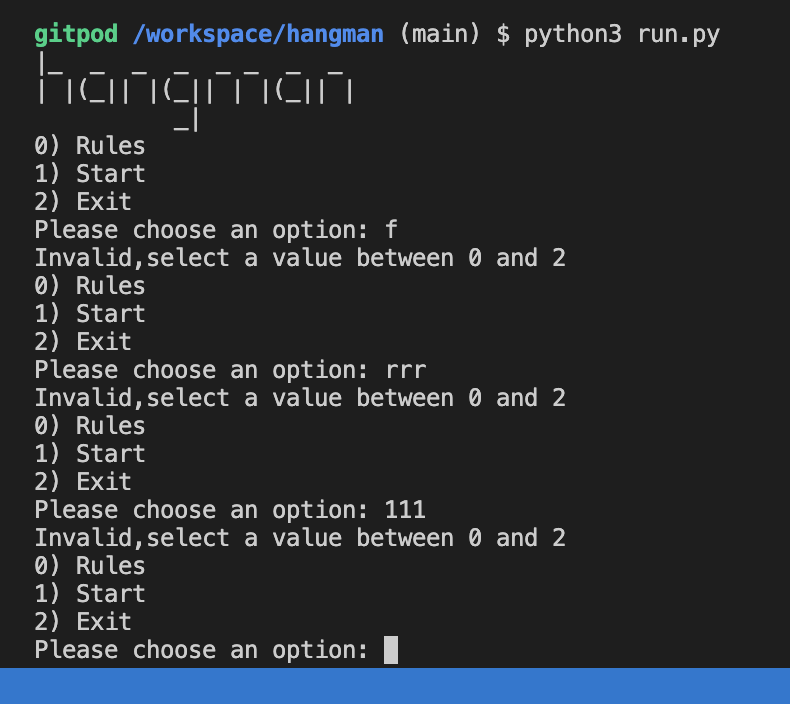 gitpod /workspace/hangman (main) $ python3 run.py
|_  _  _  _  _ _  _  _
| |(_|| |(_|| | |(_|| |
          _|
0) Rules
1) Start
2) Exit
Please choose an option: f
Invalid,select a value between 0 and 2
0) Rules
1) Start
2) Exit
Please choose an option: rrr
Invalid,select a value between 0 and 2
0) Rules
1) Start
2) Exit
Please choose an option: 111
Invalid,select a value between 0 and 2
0) Rules
1) Start
2) Exit
Please choose an option: